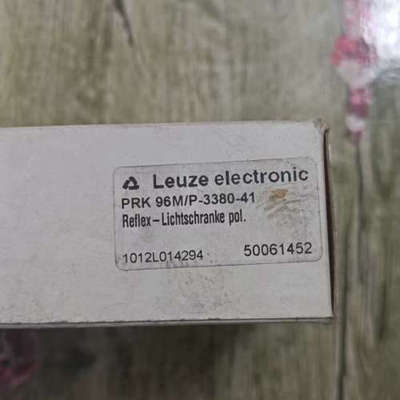 Leuze electronic
PRK 96M/P-3380-41
Reflex-Lichtschranke pol.
1012L014294 50061452